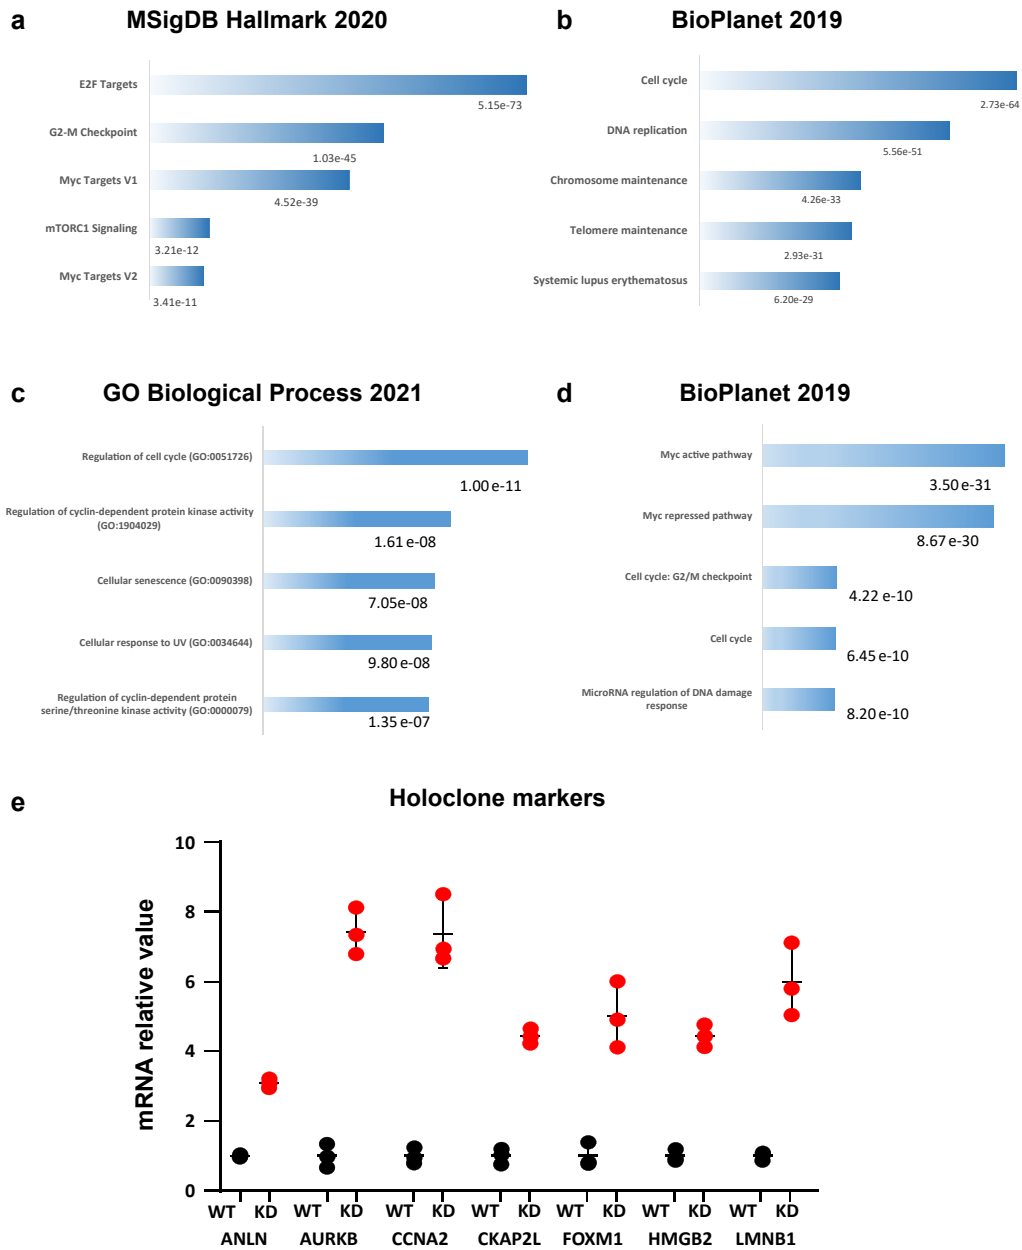 a
MSigDB Hallmark 2020
E2F Targets
5.15e-73
G2-M Checkpoint
1.03e-45
Myc Targets V1
4.52e-39
mTORC1 Signaling
3.21e-12
Myc Targets V2
3.41e-11
b
BioPlanet 2019
Cell cycle
2.73e-64
DNA replication
5.56e-51
Chromosome maintenance
4.26e-33
Telomere maintenance
2.93e-31
Systemic lupus erythematosus
6.20e-29
c
GO Biological Process 2021
Regulation of cell cycle (GO:0051726)
1.00 e-11
Regulation of cyclin-dependent protein kinase activity
(GO:1904029)
1.61 e-08
Cellular senescence (GO:0090398)
7.05e-08
Cellular response to UV (GO:0034644)
9.80 e-08
Regulation of cyclin-dependent protein
serine/threonine kinase activity (GO:0000079)
1.35 e-07
d
BioPlanet 2019
Myc active pathway
3.50 e-31
Myc repressed pathway
8.67 e-30
Cell cycle: G2/M checkpoint
4.22 e-10
Cell cycle
6.45 e-10
MicroRNA regulation of DNA damage
response
8.20 e-10
e
Holoclone markers
mRNA relative value
10
8
6
4
2
0
WT KD WT KD WT KD WT KD WT KD WT KD WT KD
ANLN AURKB CCNA2 CKAP2L FOXM1 HMGB2 LMNB1